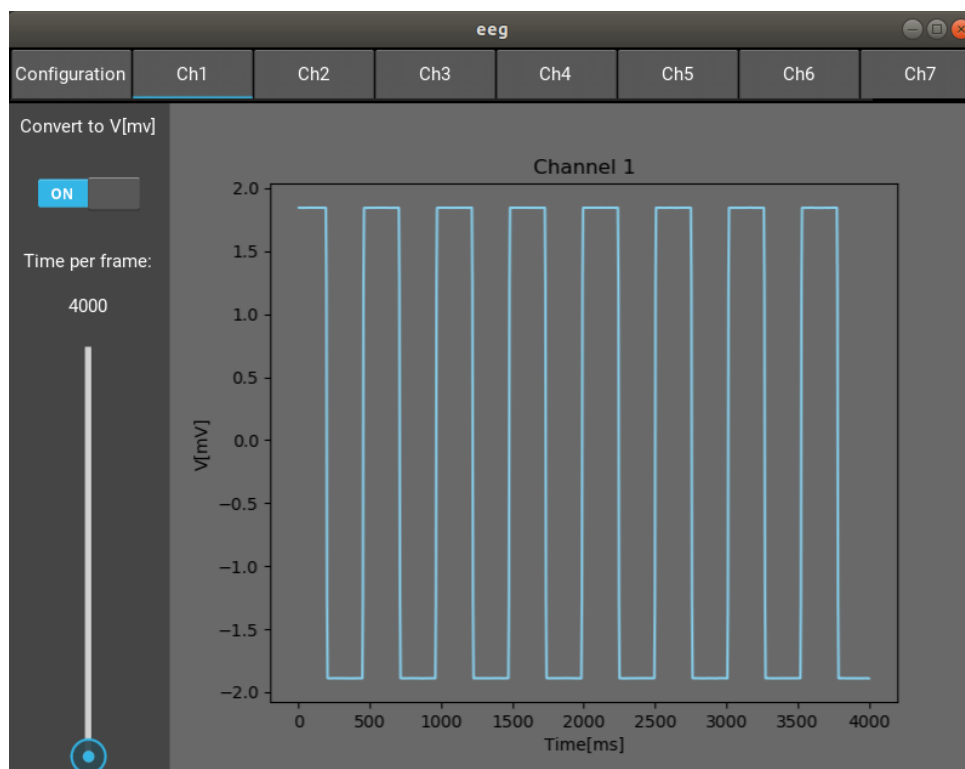 eeg
Configuration Ch1 Ch2 Ch3 Ch4 Ch5 Ch6 Ch7
Convert to V[mv]
ON
Time per frame:
4000
Channel 1
2.0
1.5
1.0
0.5
0.0
−0.5
−1.0
−1.5
−2.0
V[mV]
0 500 1000 1500 2000 2500 3000 3500 4000
Time[ms]